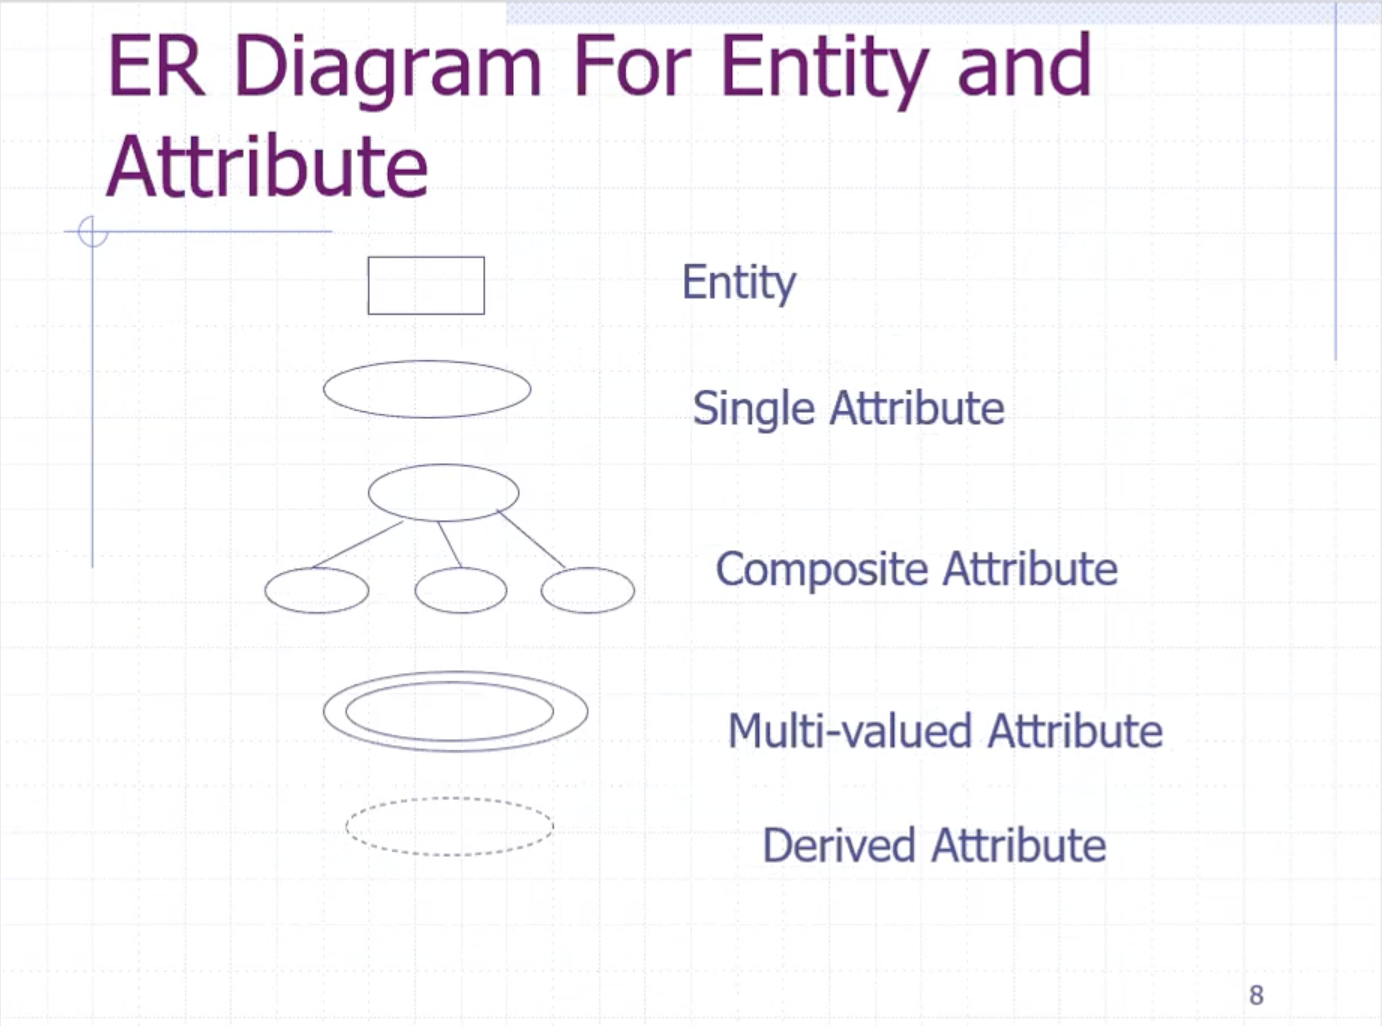 ER Diagram For Entity and
Attribute
Entity
Single Attribute
Composite Attribute
Multi-valued Attribute
Derived Attribute
8